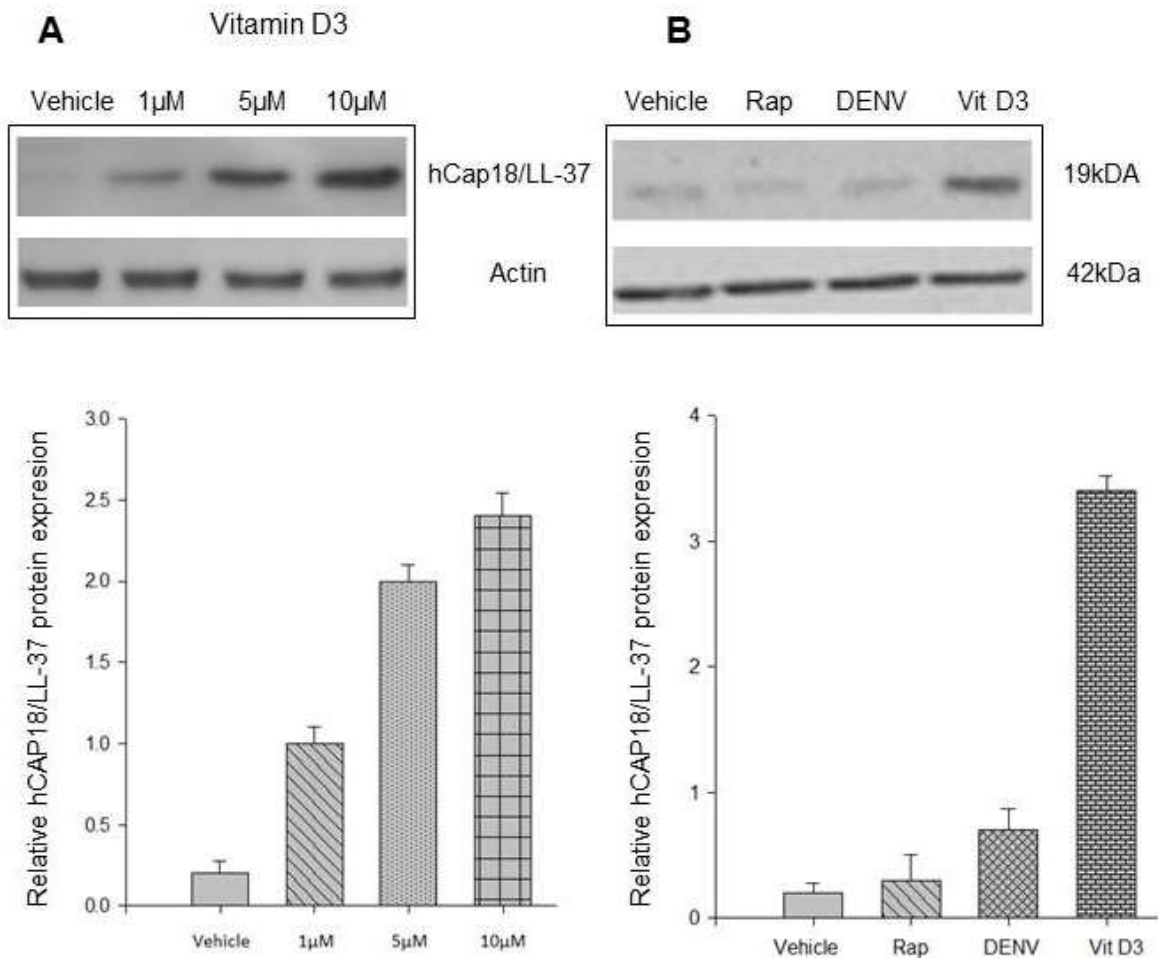 A
Vitamin D3
Vehicle 1µM 5µM 10µM
hCap18/LL-37
Actin
B
Vehicle Rap DENV Vit D3
19kDA
42kDa
Relative hCAP18/LL-37 protein expresion
3.0
2.5
2.0
1.5
1.0
0.5
0.0
Vehicle 1µM 5µM 10µM
Relative hCAP18/LL-37 protein expresion
4
3
2
1
0
Vehicle Rap DENV Vit D3